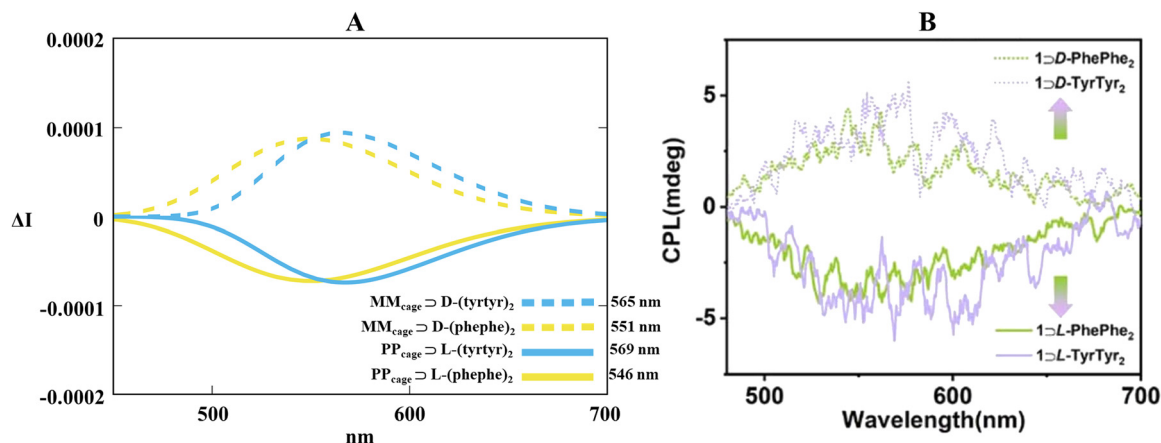 A
0.0002
0.0001
ΔI
0
-0.0001
-0.0002
MMcage ⊃ D-(tyrtyr)2 565 nm
MMcage ⊃ D-(phephe)2 551 nm
PPcage ⊃ L-(tyrtyr)2 569 nm
PPcage ⊃ L-(phephe)2 546 nm
500 600 700
nm
B
CPL(mdeg)
5
0
-5
1⊃D-PhePhe2
1⊃D-TyrTyr2
1⊃L-PhePhe2
1⊃L-TyrTyr2
500 600 700
Wavelength(nm)